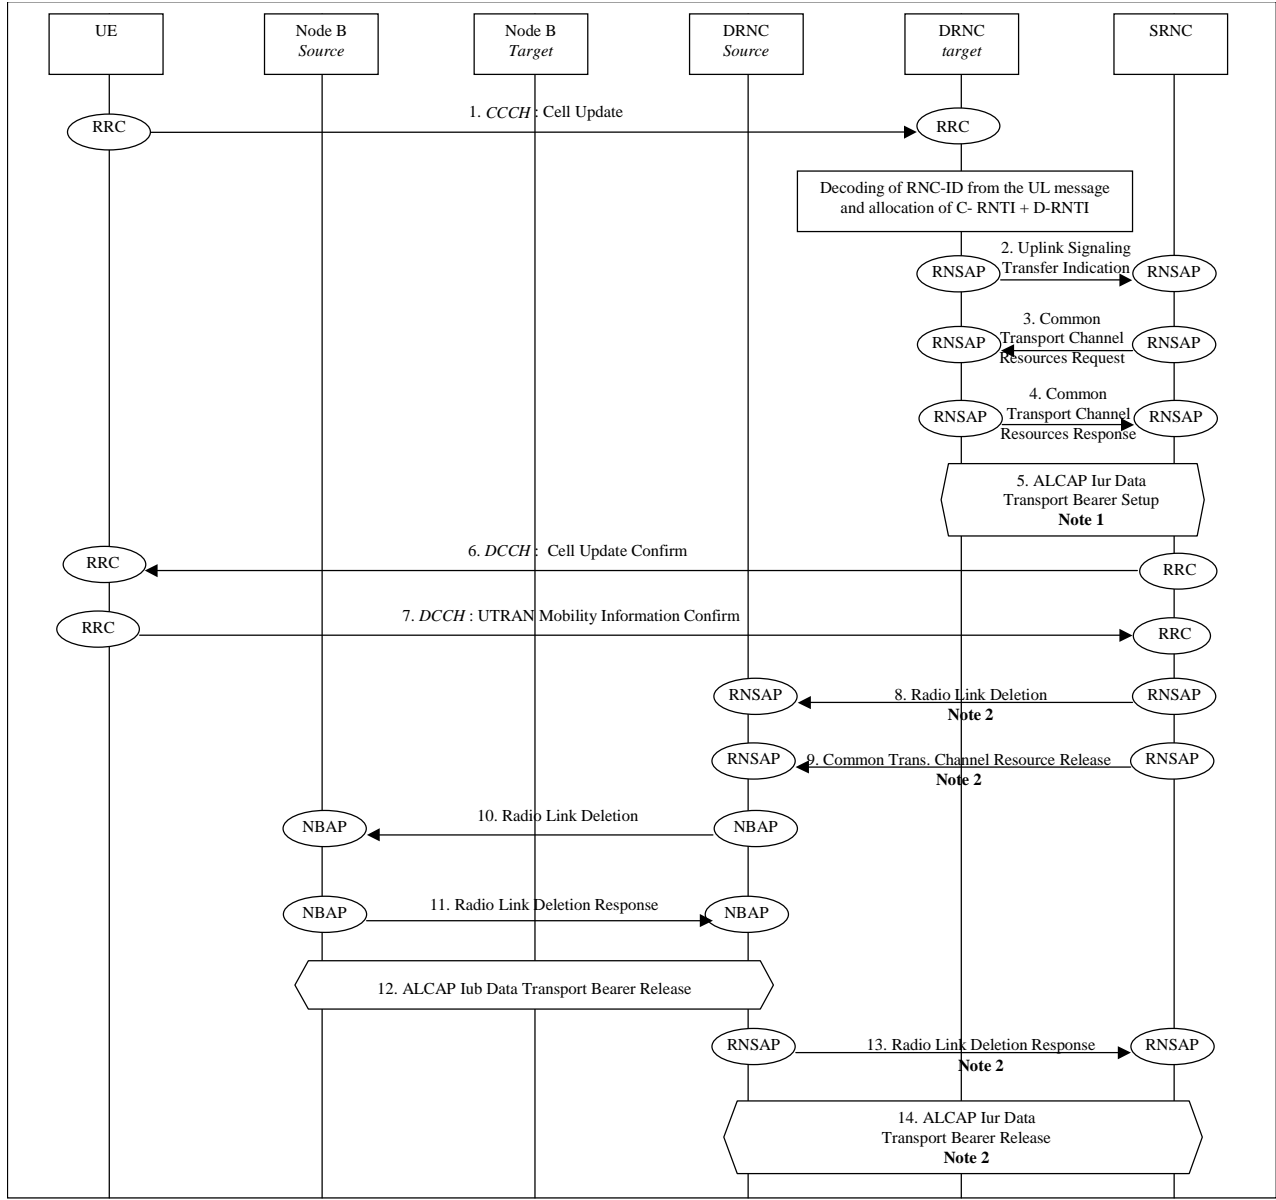 UE
Node B
Source
Node B
Target
DRNC
Source
DRNC
target
SRNC
1. CCCH : Cell Update
RRC
RRC
Decoding of RNC-ID from the UL message
and allocation of C- RNTI + D-RNTI
2. Uplink Signaling
Transfer Indication
RNSAP
RNSAP
3. Common
Transport Channel
Resources Request
RNSAP
RNSAP
4. Common
Transport Channel
Resources Response
RNSAP
RNSAP
5. ALCAP Iur Data
Transport Bearer Setup
Note 1
6. DCCH : Cell Update Confirm
RRC
RRC
7. DCCH : UTRAN Mobility Information Confirm
RRC
RRC
RNSAP
8. Radio Link Deletion
Note 2
RNSAP
RNSAP
9. Common Trans. Channel Resource Release
Note 2
RNSAP
10. Radio Link Deletion
NBAP
NBAP
11. Radio Link Deletion Response
NBAP
NBAP
12. ALCAP Iub Data Transport Bearer Release
RNSAP
13. Radio Link Deletion Response
Note 2
RNSAP
14. ALCAP Iur Data
Transport Bearer Release
Note 2